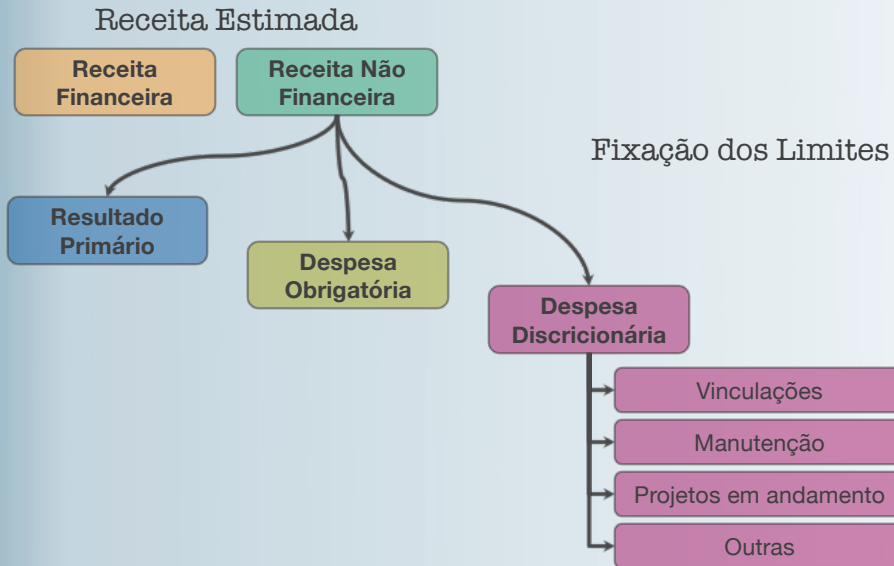 Receita Estimada
Receita
Financeira
Receita Não
Financeira
Fixação dos Limites
Resultado
Primário
Despesa
Obrigatória
Despesa
Discricionária
Vinculações
Manutenção
Projetos em andamento
Outras